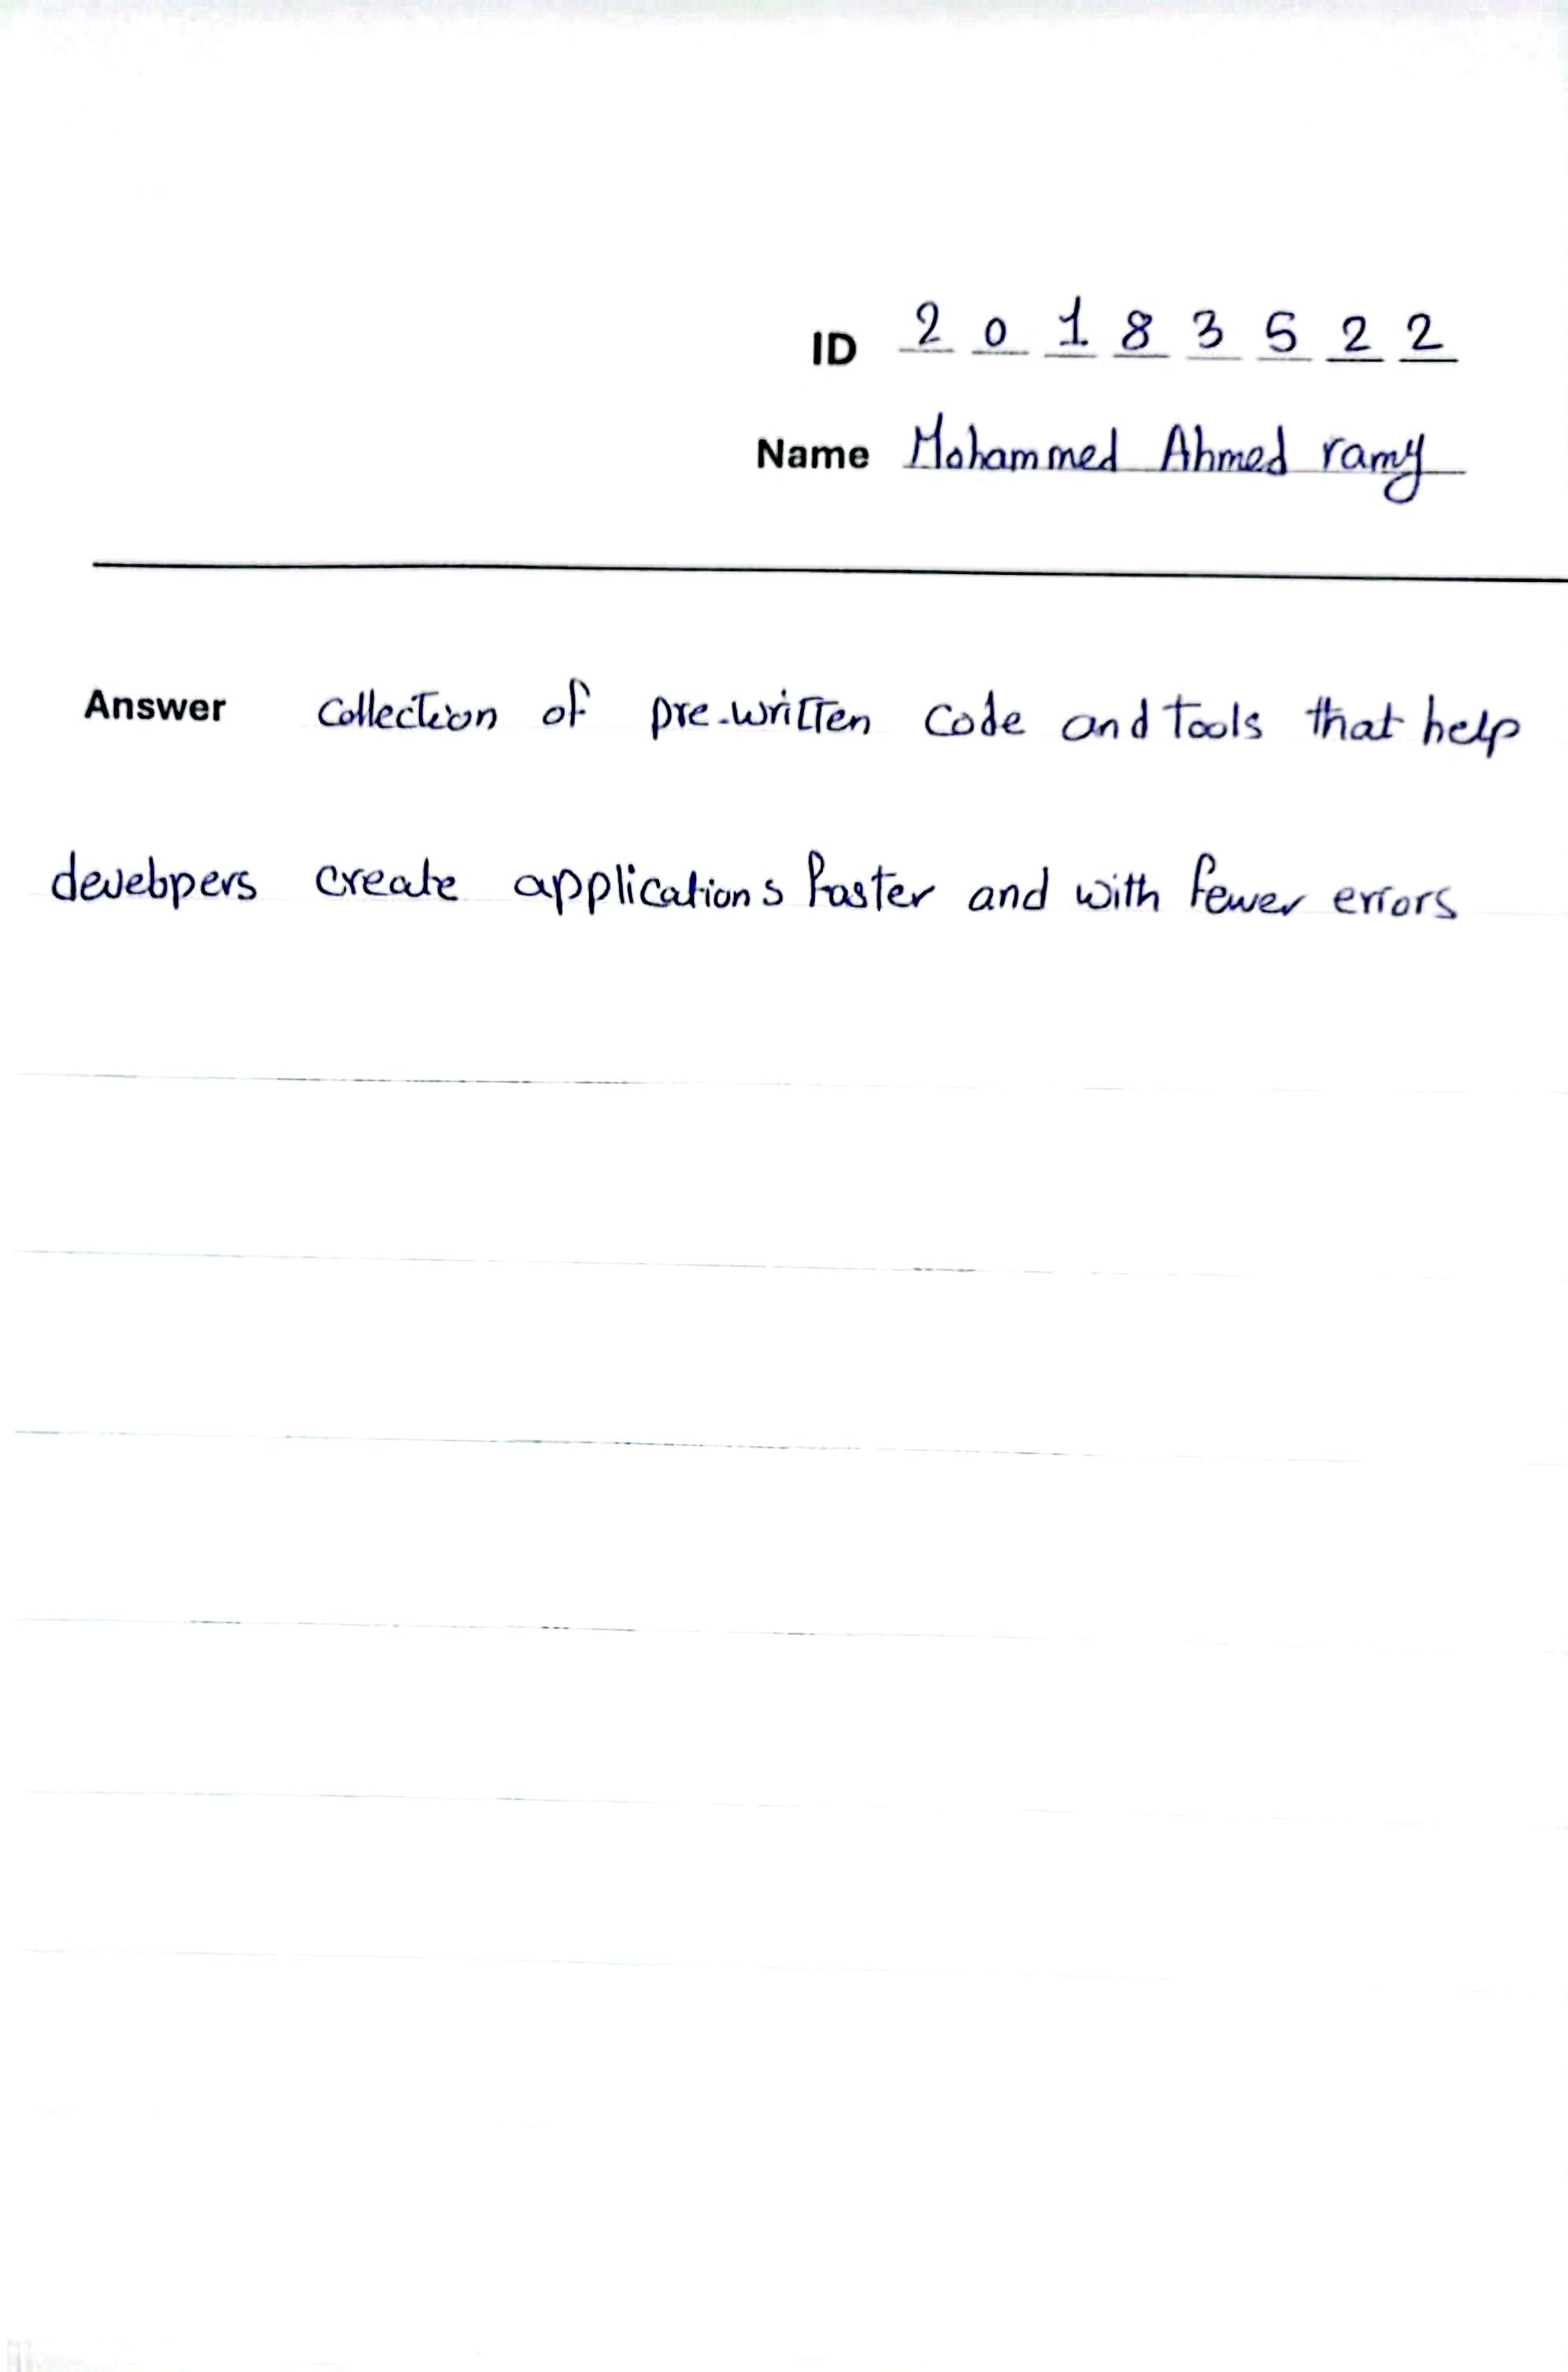 ID 2 0 1 8 3 5 2 2
Name Mohammed Ahmed ramy
Answer collection of pre-written code and tools that help
developers create applications faster and with fewer errors